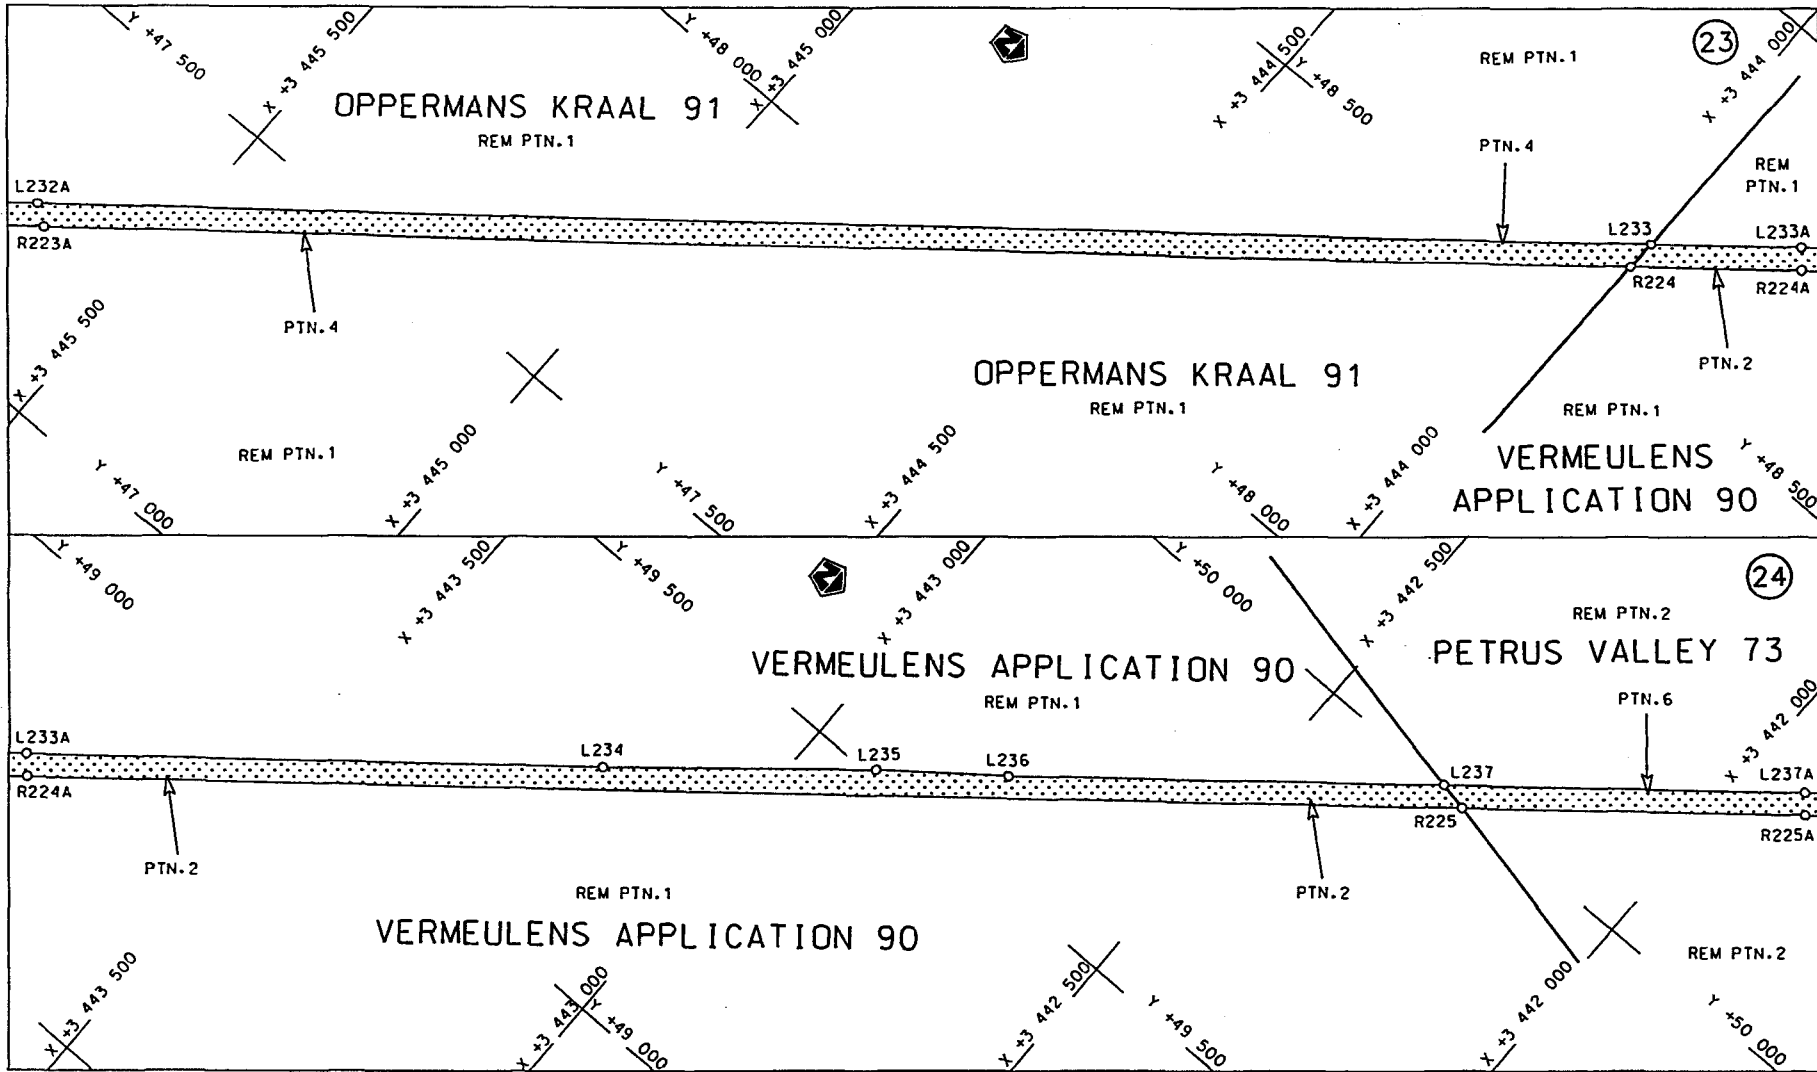 Y +47 500
X +3 445 500
Y +48 000
X +3 445 000
N
X +3 444 500
Y +48 500
REM PTN.1
23
X +3 444 000
OPPERMANS KRAAL 91
REM PTN.1
PTN.4
REM
PTN.1
L232A
R223A
L233
L233A
R224
R224A
PTN.4
X +3 445 500
PTN.2
OPPERMANS KRAAL 91
REM PTN.1
REM PTN.1
REM PTN.1
VERMEULENS
APPLICATION 90
Y +47 000
X +3 445 000
Y +47 500
X +3 444 500
Y +48 000
X +3 444 000
Y +48 500
Y +49 000
X +3 443 500
Y +49 500
N
X +3 443 000
Y +50 000
X +3 442 500
24
REM PTN.2
PETRUS VALLEY 73
VERMEULENS APPLICATION 90
REM PTN.1
PTN.6
X +3 442 000
L233A
L234
L235
L236
L237
L237A
R224A
R225
R225A
PTN.2
PTN.2
REM PTN.1
VERMEULENS APPLICATION 90
REM PTN.2
X +3 443 500
X +3 443 000
Y +49 000
X +3 442 500
Y +49 500
X +3 442 000
Y +50 000